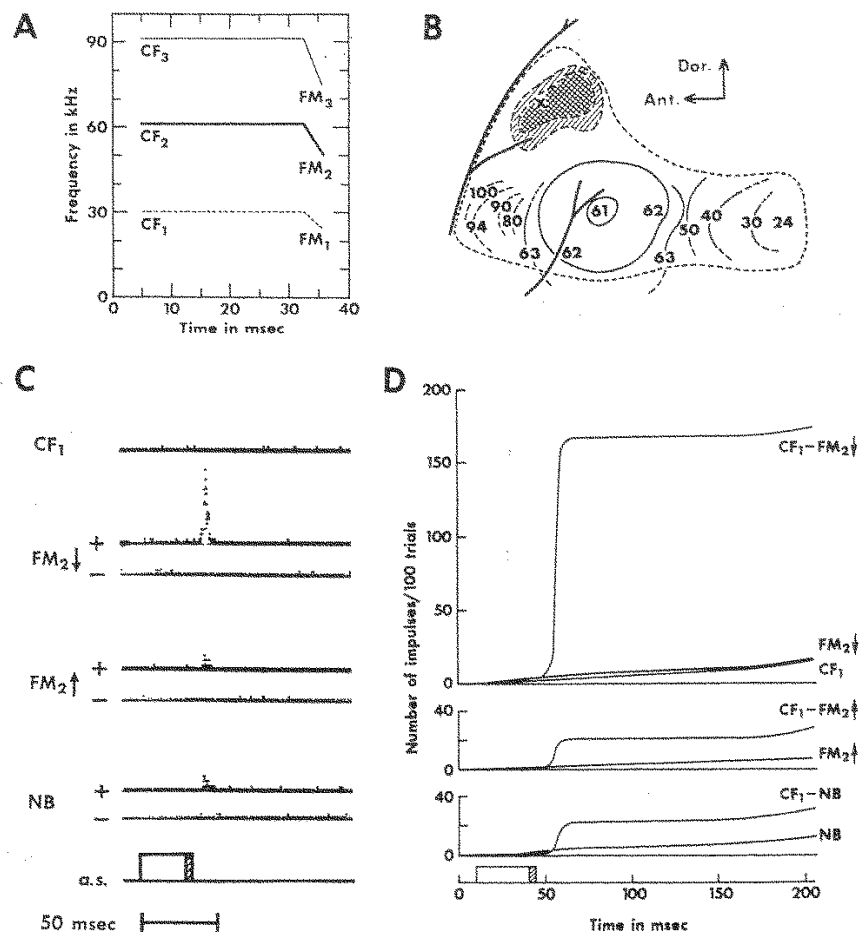 A
Frequency in kHz
90
60
30
0
CF3
FM3
CF2
FM2
CF1
FM1
0 10 20 30 40
Time in msec
B
Dor.
Ant.
100
90
94 80
63 62
61
62
63
50 40 30 24
x
C
CF1
+
FM2↓
−
+
FM2↑
−
+
NB
−
a.s.
50 msec
D
Number of impulses/100 trials
200
150
100
50
0
CF1−FM2↓
FM2↓
CF1
40
0
CF1−FM2↑
FM2↑
40
0
CF1−NB
NB
0 50 100 150 200
Time in msec